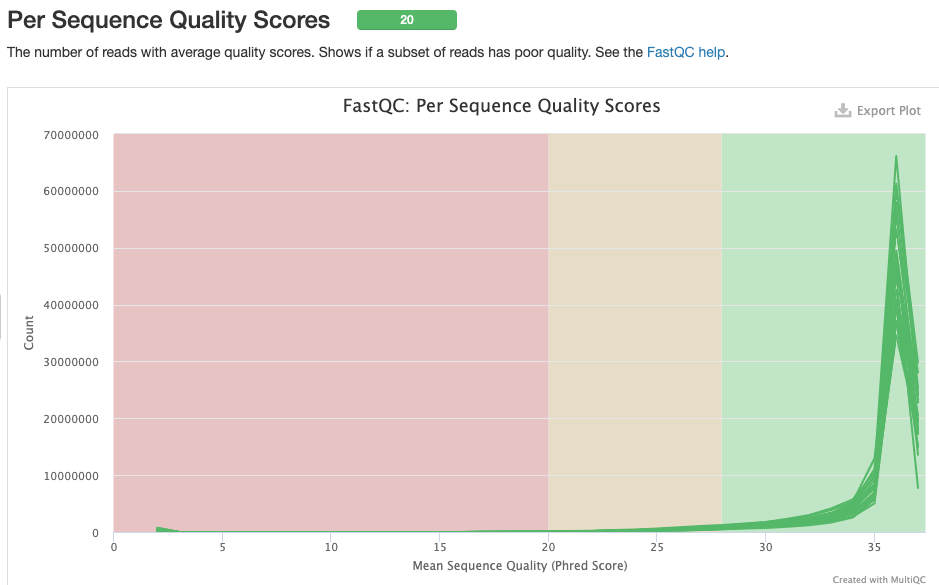 Per Sequence Quality Scores 20
The number of reads with average quality scores. Shows if a subset of reads has poor quality. See the FastQC help.
FastQC: Per Sequence Quality Scores
Export Plot
70000000
60000000
50000000
40000000
30000000
20000000
10000000
0
Count
0 5 10 15 20 25 30 35
Mean Sequence Quality (Phred Score)
Created with MultiQC